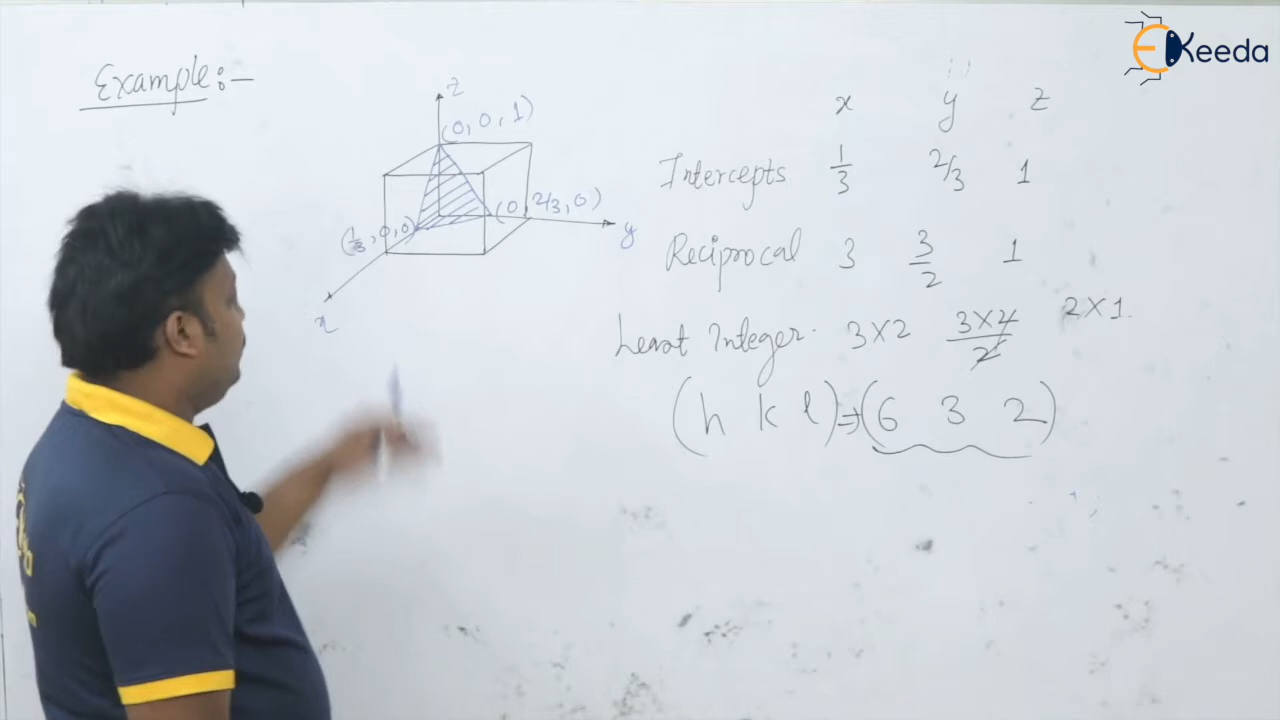 EKeeda
Example:-
z
(0, 0, 1)
(0, 2/3, 0)
(1/3, 0, 0)
y
x
x y z
Intercepts 1/3 2/3 1
Reciprocal 3 3/2 1
Least Integer. 3×2 3×2/2 2×1.
(h k l)⇒(6 3 2)